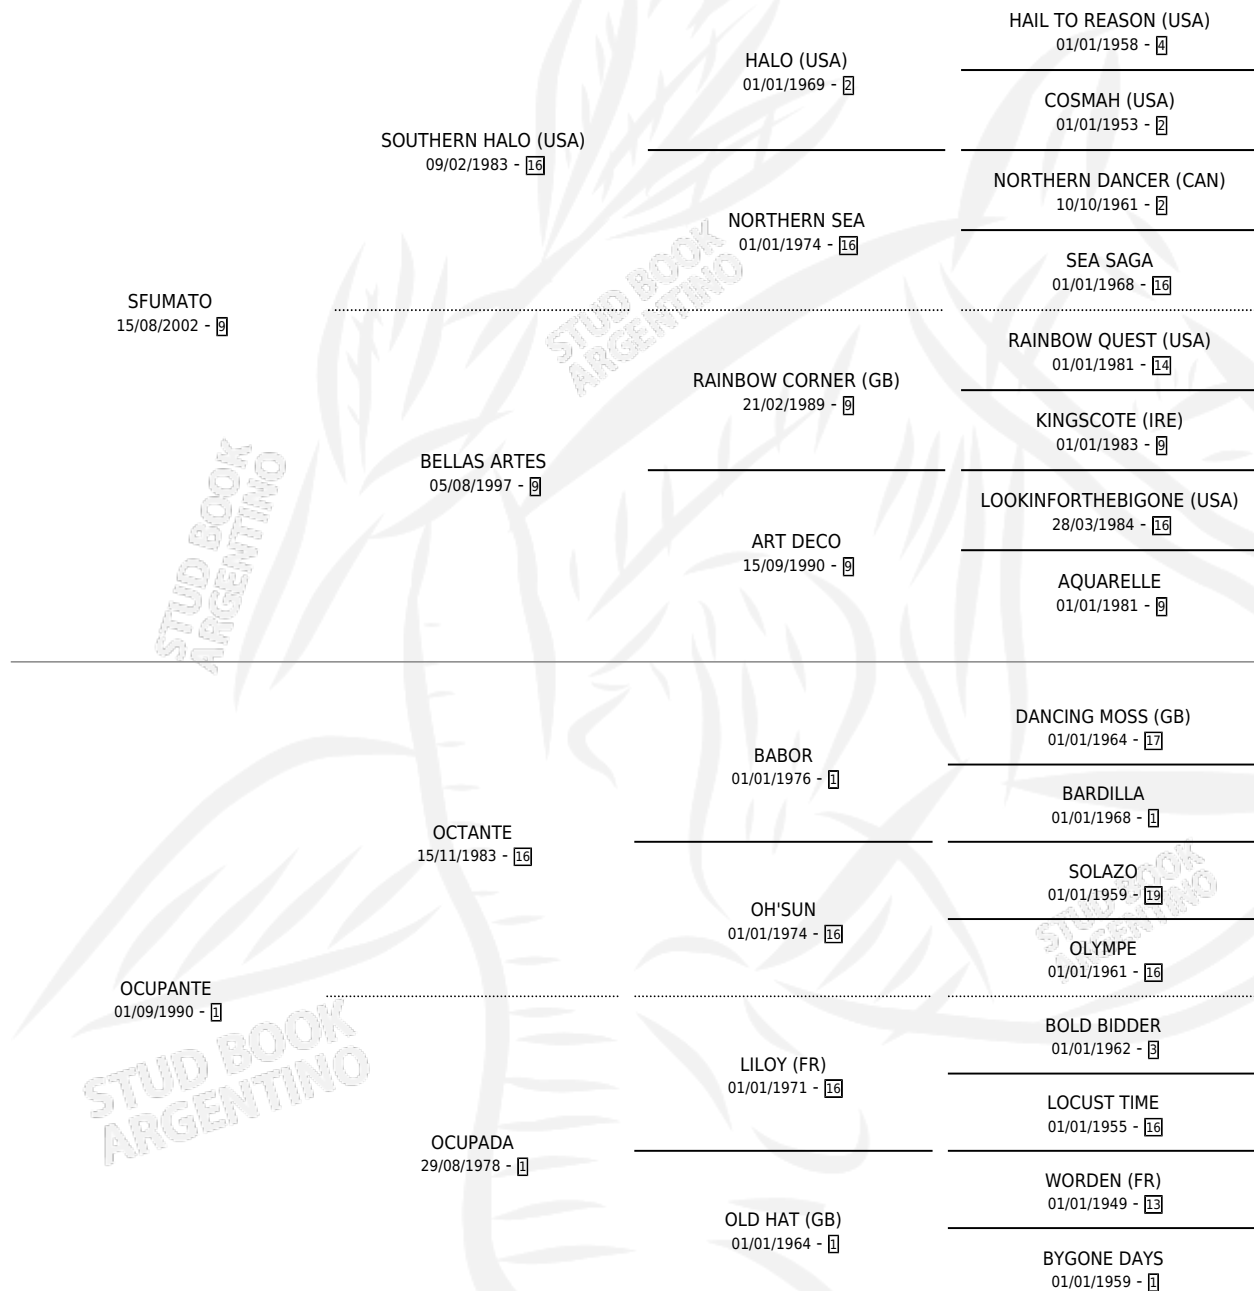 HAIL TO REASON (USA)
01/01/1958 - 4
HALO (USA)
01/01/1969 - 2
COSMAH (USA)
01/01/1953 - 2
SOUTHERN HALO (USA)
09/02/1983 - 16
NORTHERN DANCER (CAN)
10/10/1961 - 2
NORTHERN SEA
01/01/1974 - 16
SEA SAGA
01/01/1968 - 16
SFUMATO
15/08/2002 - 9
RAINBOW QUEST (USA)
01/01/1981 - 14
RAINBOW CORNER (GB)
21/02/1989 - 9
KINGSCOTE (IRE)
01/01/1983 - 9
BELLAS ARTES
05/08/1997 - 9
LOOKINFORTHEBIGONE (USA)
28/03/1984 - 16
ART DECO
15/09/1990 - 9
AQUARELLE
01/01/1981 - 9
DANCING MOSS (GB)
01/01/1964 - 17
BABOR
01/01/1976 - 1
BARDILLA
01/01/1968 - 1
OCTANTE
15/11/1983 - 16
SOLAZO
01/01/1959 - 19
OH'SUN
01/01/1974 - 16
OLYMPE
01/01/1961 - 16
OCUPANTE
01/09/1990 - 1
BOLD BIDDER
01/01/1962 - 3
LILOY (FR)
01/01/1971 - 16
LOCUST TIME
01/01/1955 - 16
OCUPADA
29/08/1978 - 1
WORDEN (FR)
01/01/1949 - 13
OLD HAT (GB)
01/01/1964 - 1
BYGONE DAYS
01/01/1959 - 1
STUD BOOK
ARGENTINO
STUD BOOK
ARGENTINO
STUD BOOK
ARGENTINO
STUD BOOK
ARGENTINO